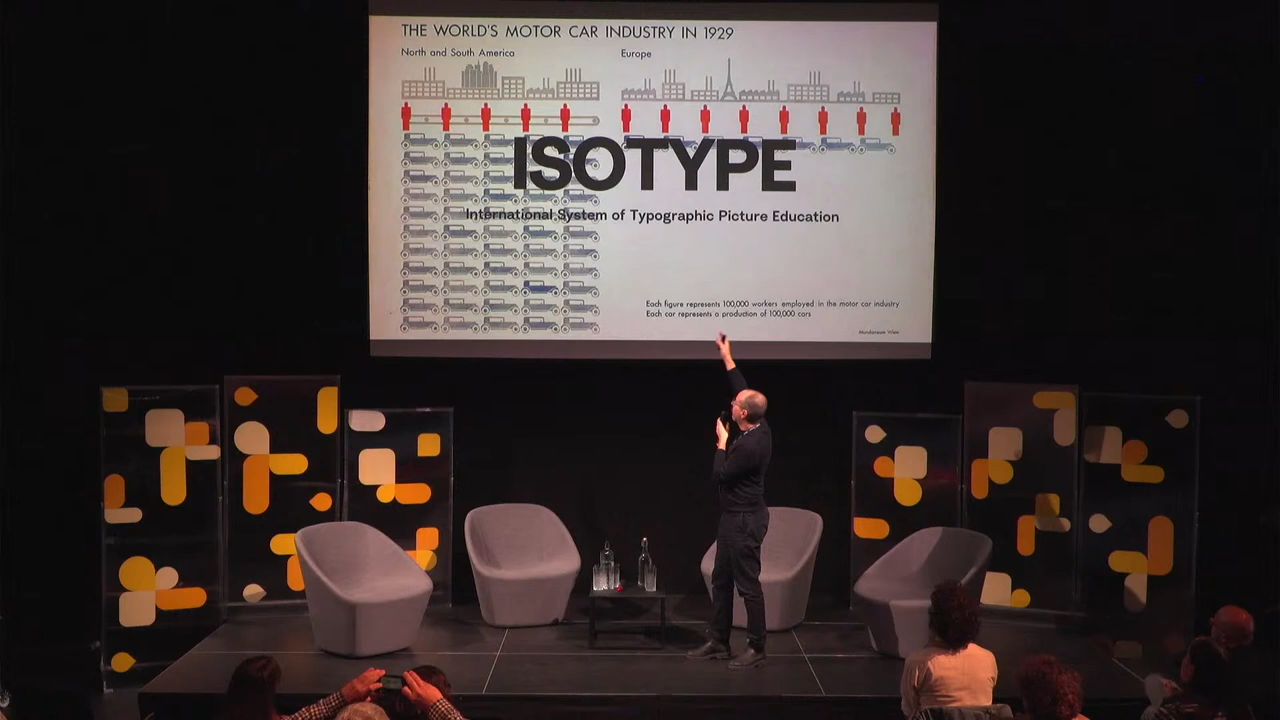 THE WORLD'S MOTOR CAR INDUSTRY IN 1929
North and South America
Europe
ISOTYPE
International System of Typographic Picture Education
Each figure represents 100,000 workers employed in the motor car industry
Each car represents a production of 100,000 cars
Mundaneum Wien